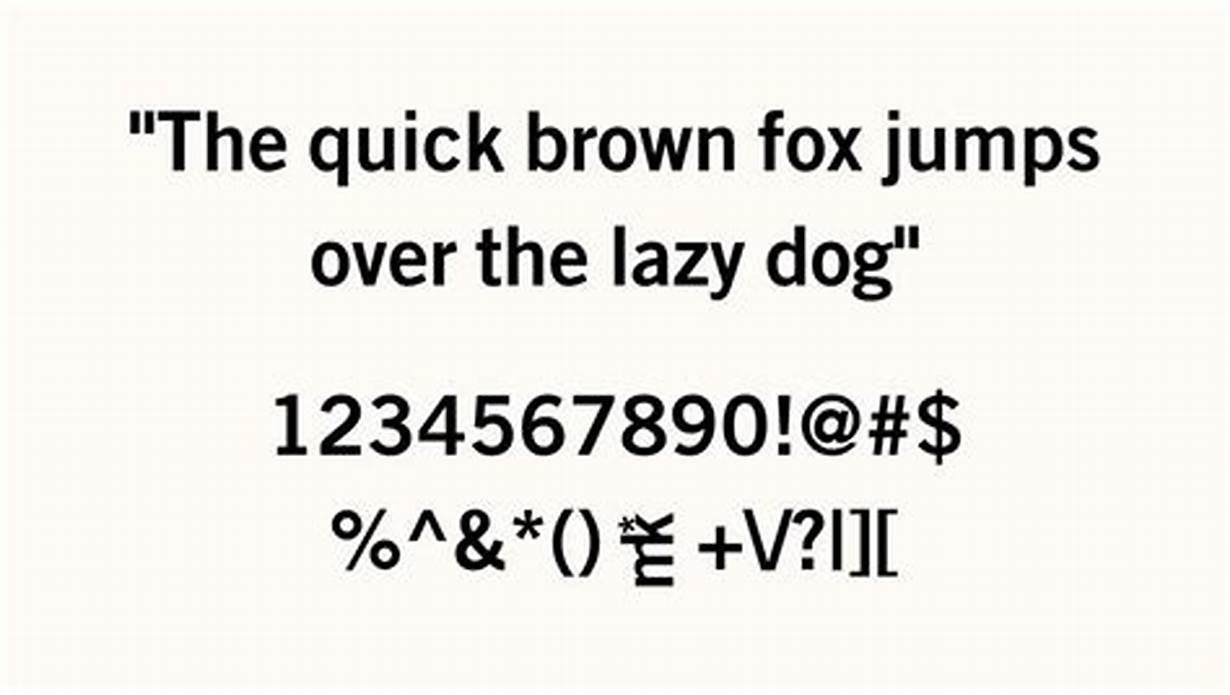 "The quick brown fox jumps
over the lazy dog"
1234567890!@#$
%^&*() +\/?|][